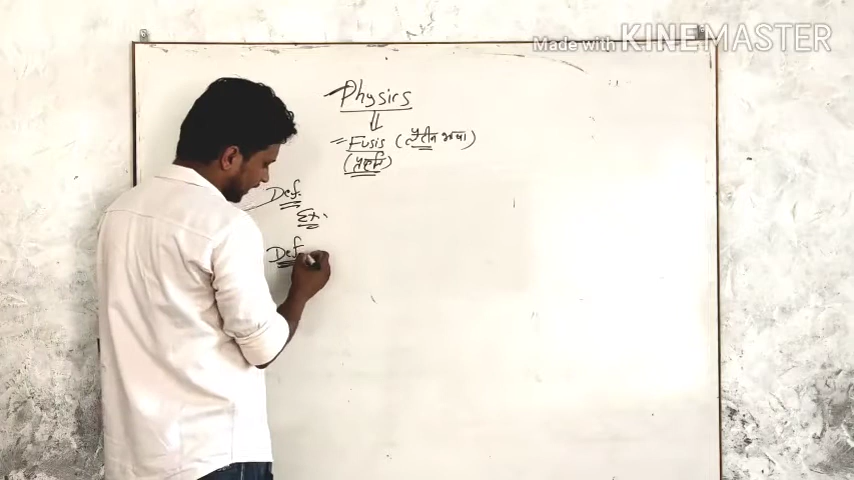 Made with KINEMASTER
Physics
Fusis (लैटीन भाषा)
(प्रकृति)
Def.
Ex.
Def